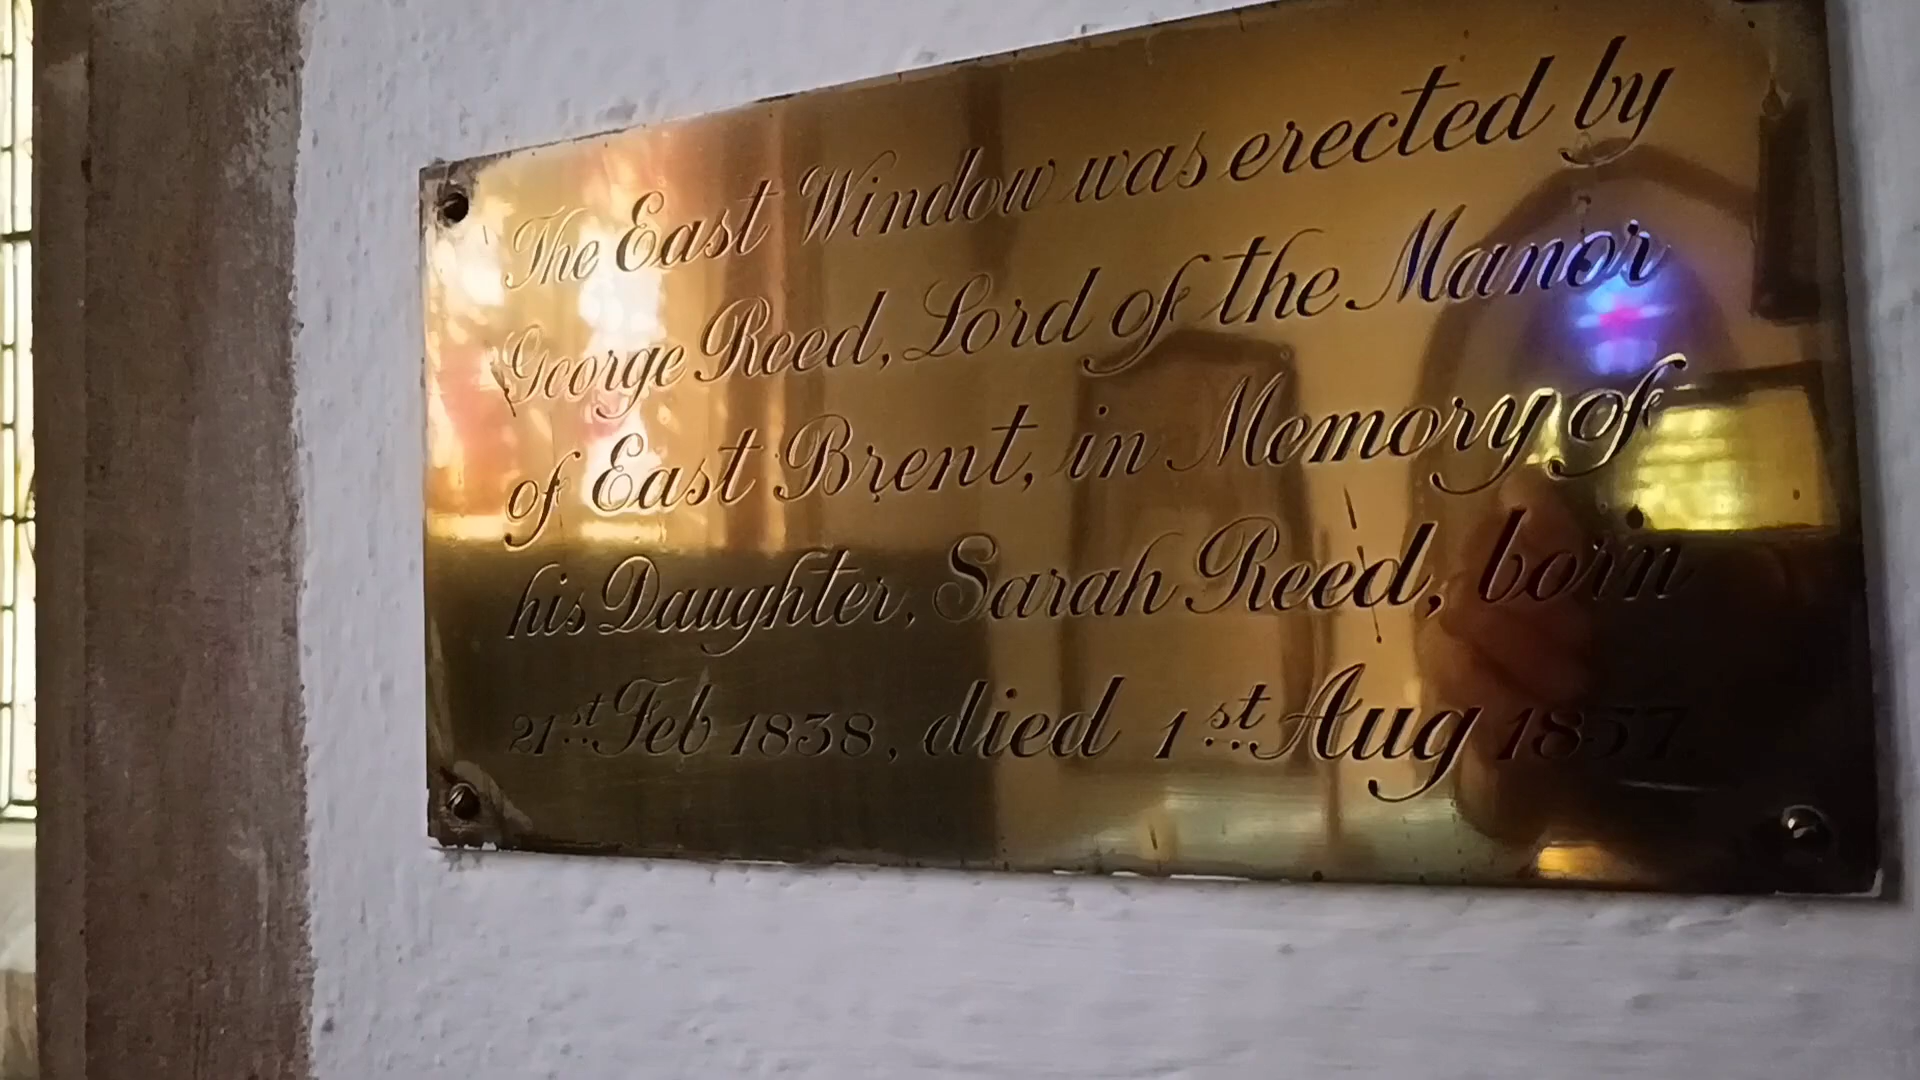 The East Window was erected by
George Reed, Lord of the Manor
of East Brent, in Memory of
his Daughter, Sarah Reed, born
21st Feb 1838, died 1st Aug 1857